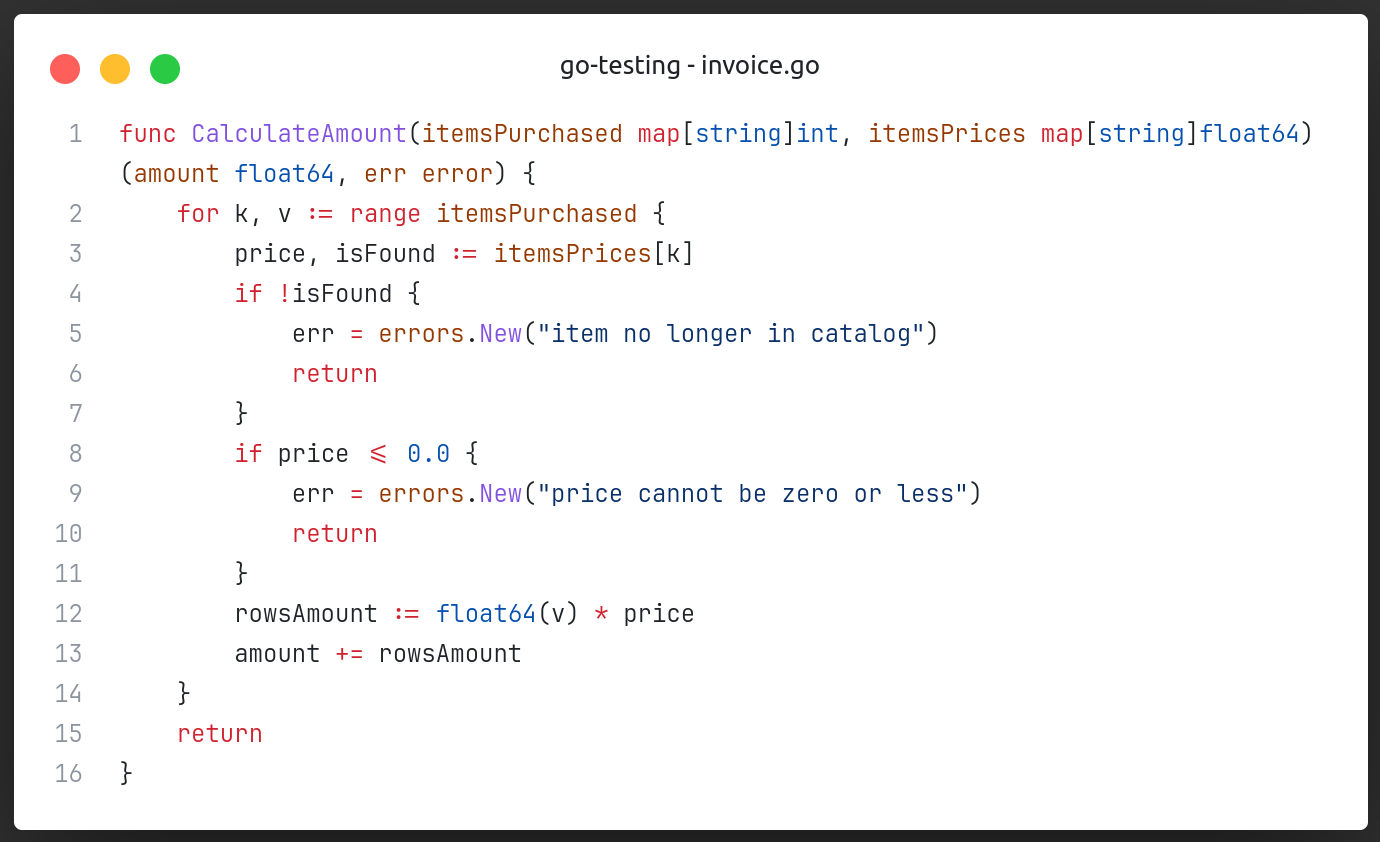 go-testing - invoice.go
1 func CalculateAmount(itemsPurchased map[string]int, itemsPrices map[string]float64)
(amount float64, err error) {
2     for k, v := range itemsPurchased {
3         price, isFound := itemsPrices[k]
4         if !isFound {
5             err = errors.New("item no longer in catalog")
6             return
7         }
8         if price <= 0.0 {
9             err = errors.New("price cannot be zero or less")
10             return
11         }
12         rowsAmount := float64(v) * price
13         amount += rowsAmount
14     }
15     return
16 }